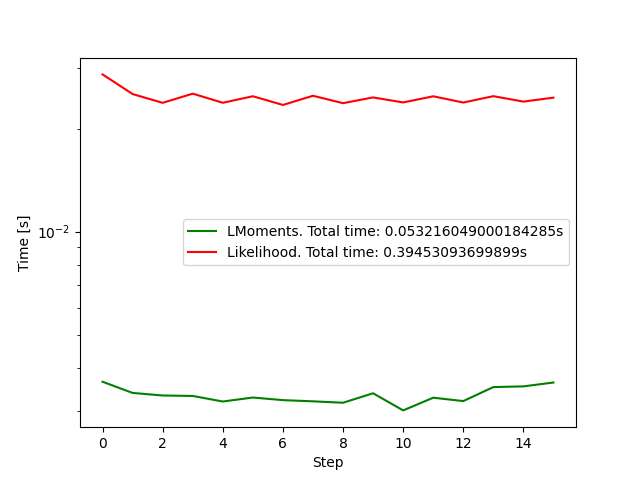 Time [s]
10⁻²
LMoments. Total time: 0.053216049000184285s
Likelihood. Total time: 0.39453093699899s
0 2 4 6 8 10 12 14
Step